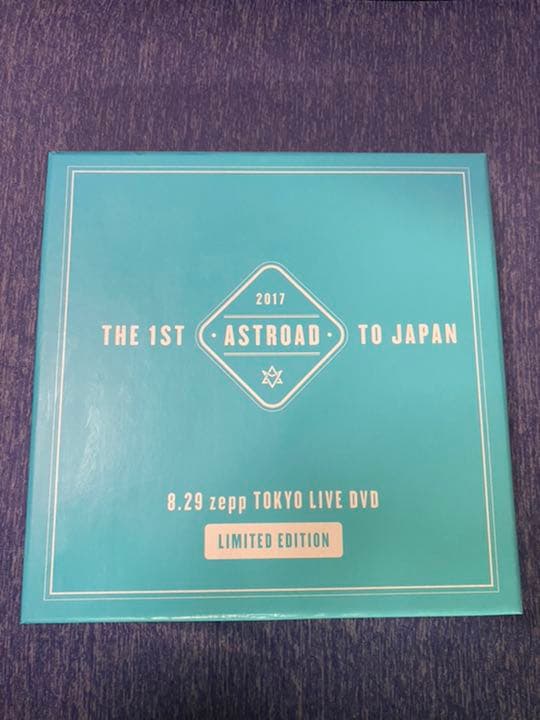 2017
THE 1ST · ASTROAD · TO JAPAN
8.29 zepp TOKYO LIVE DVD
LIMITED EDITION